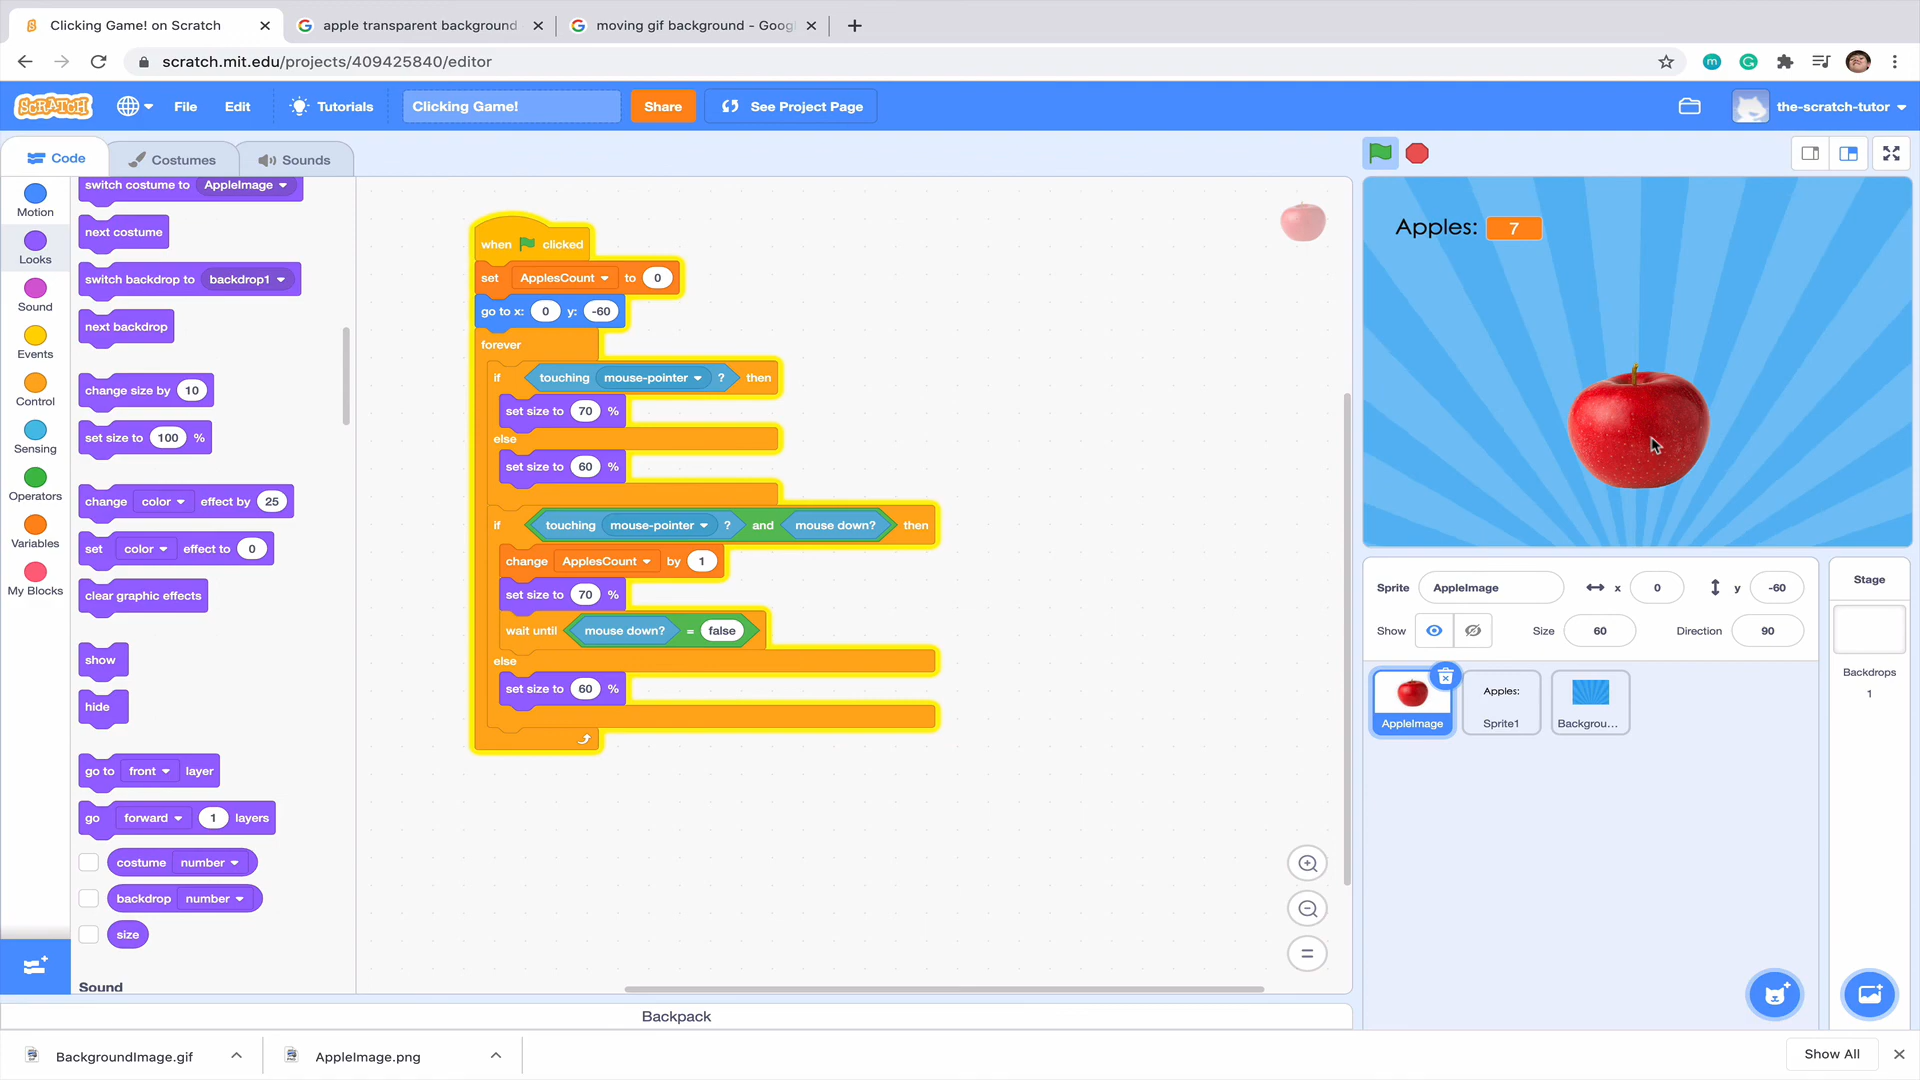 Clicking Game! on Scratch
apple transparent background
moving gif background - Goog
scratch.mit.edu/projects/409425840/editor
SCRATCH
File
Edit
Tutorials
Clicking Game!
Share
See Project Page
the-scratch-tutor
Code
Costumes
Sounds
Motion
Looks
Sound
Events
Control
Sensing
Operators
Variables
My Blocks
switch costume to AppleImage
next costume
switch backdrop to backdrop1
next backdrop
change size by 10
set size to 100 %
change color effect by 25
set color effect to 0
clear graphic effects
show
hide
go to front layer
go forward 1 layers
costume number
backdrop number
size
Sound
when clicked
set ApplesCount to 0
go to x: 0 y: -60
forever
if touching mouse-pointer ? then
set size to 70 %
else
set size to 60 %
if touching mouse-pointer ? and mouse down? then
change ApplesCount by 1
set size to 70 %
wait until mouse down? = false
else
set size to 60 %
Apples: 7
Sprite AppleImage x 0 y -60
Show Size 60 Direction 90
AppleImage
Apples:
Sprite1
Backgrou...
Stage
Backdrops
1
Backpack
BackgroundImage.gif
AppleImage.png
Show All